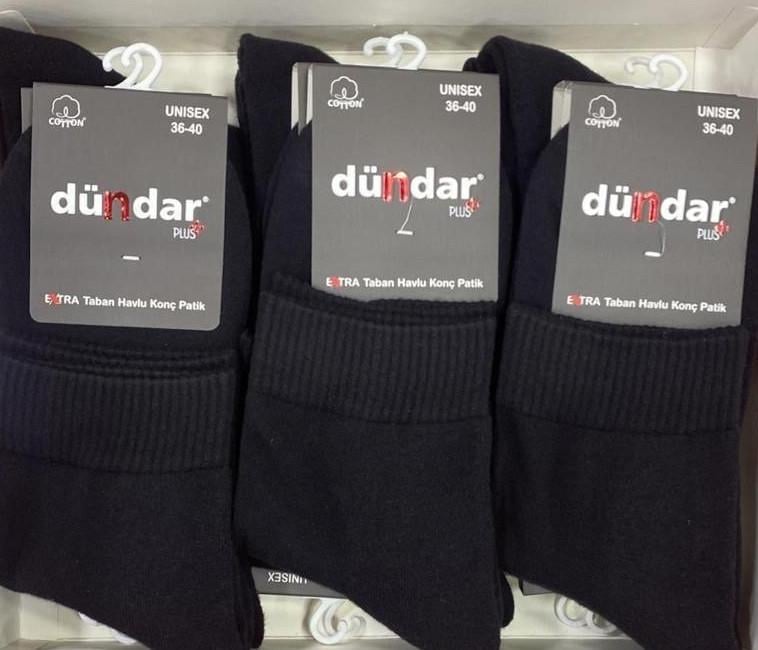 COTTON
UNISEX
36-40
dündar®
PLUS+
EXTRA Taban Havlu Konç Patik
COTTON
UNISEX
36-40
dündar®
PLUS+
EXTRA Taban Havlu Konç Patik
COTTON
UNISEX
36-40
dündar®
PLUS+
EXTRA Taban Havlu Konç Patik
UNISEX